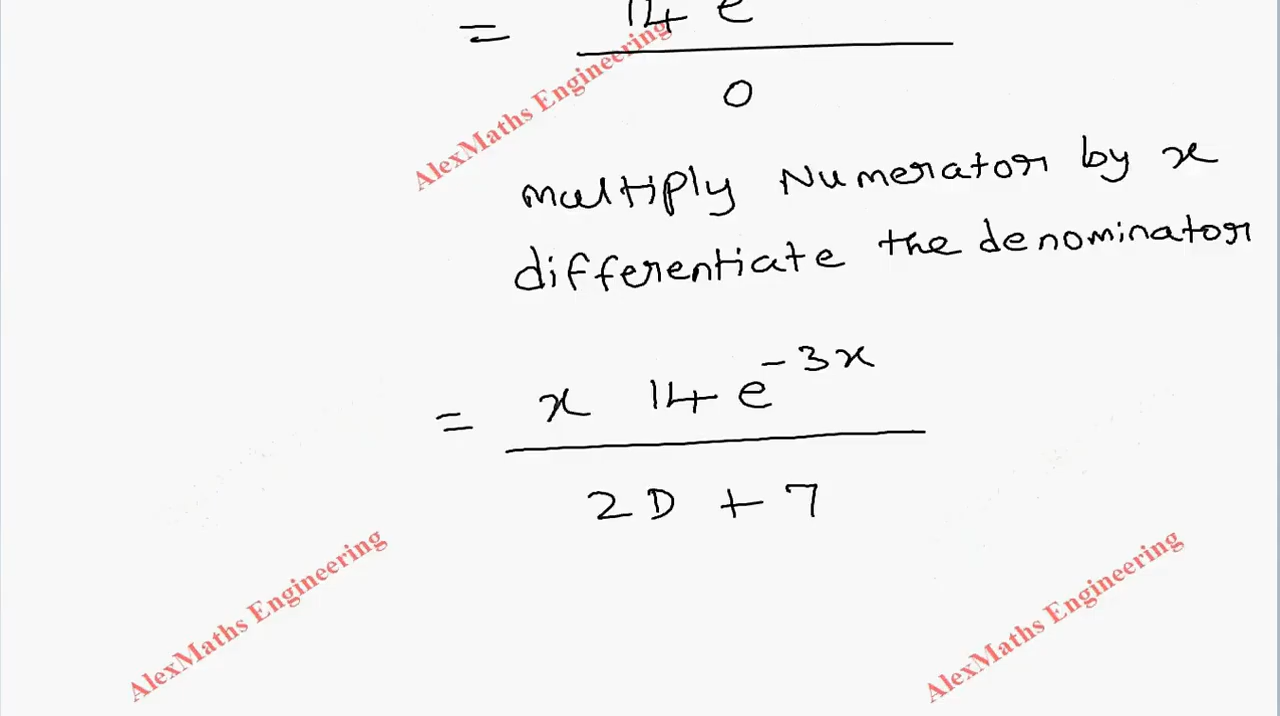 = 14 e
0
AlexMaths Engineering
multiply Numerator by x
differentiate the denominator
= x 14 e^-3x
2D + 7
AlexMaths Engineering
AlexMaths Engineering